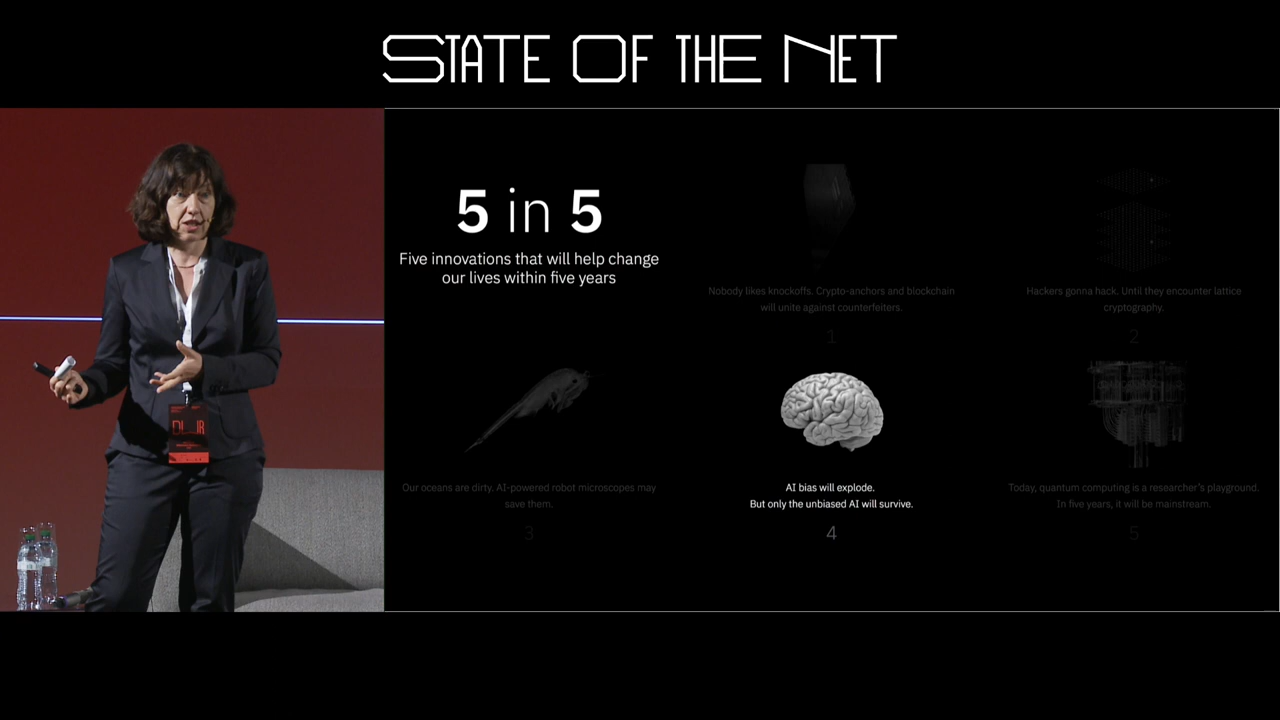 STATE OF THE NET
5 in 5
Five innovations that will help change
our lives within five years
Nobody likes knockoffs. Crypto-anchors and blockchain
will unite against counterfeiters.
1
Hackers gonna hack. Until they encounter lattice
cryptography.
2
Our oceans are dirty. AI-powered robot microscopes may
save them.
3
AI bias will explode.
But only the unbiased AI will survive.
4
Today, quantum computing is a researcher's playground.
In five years, it will be mainstream.
5